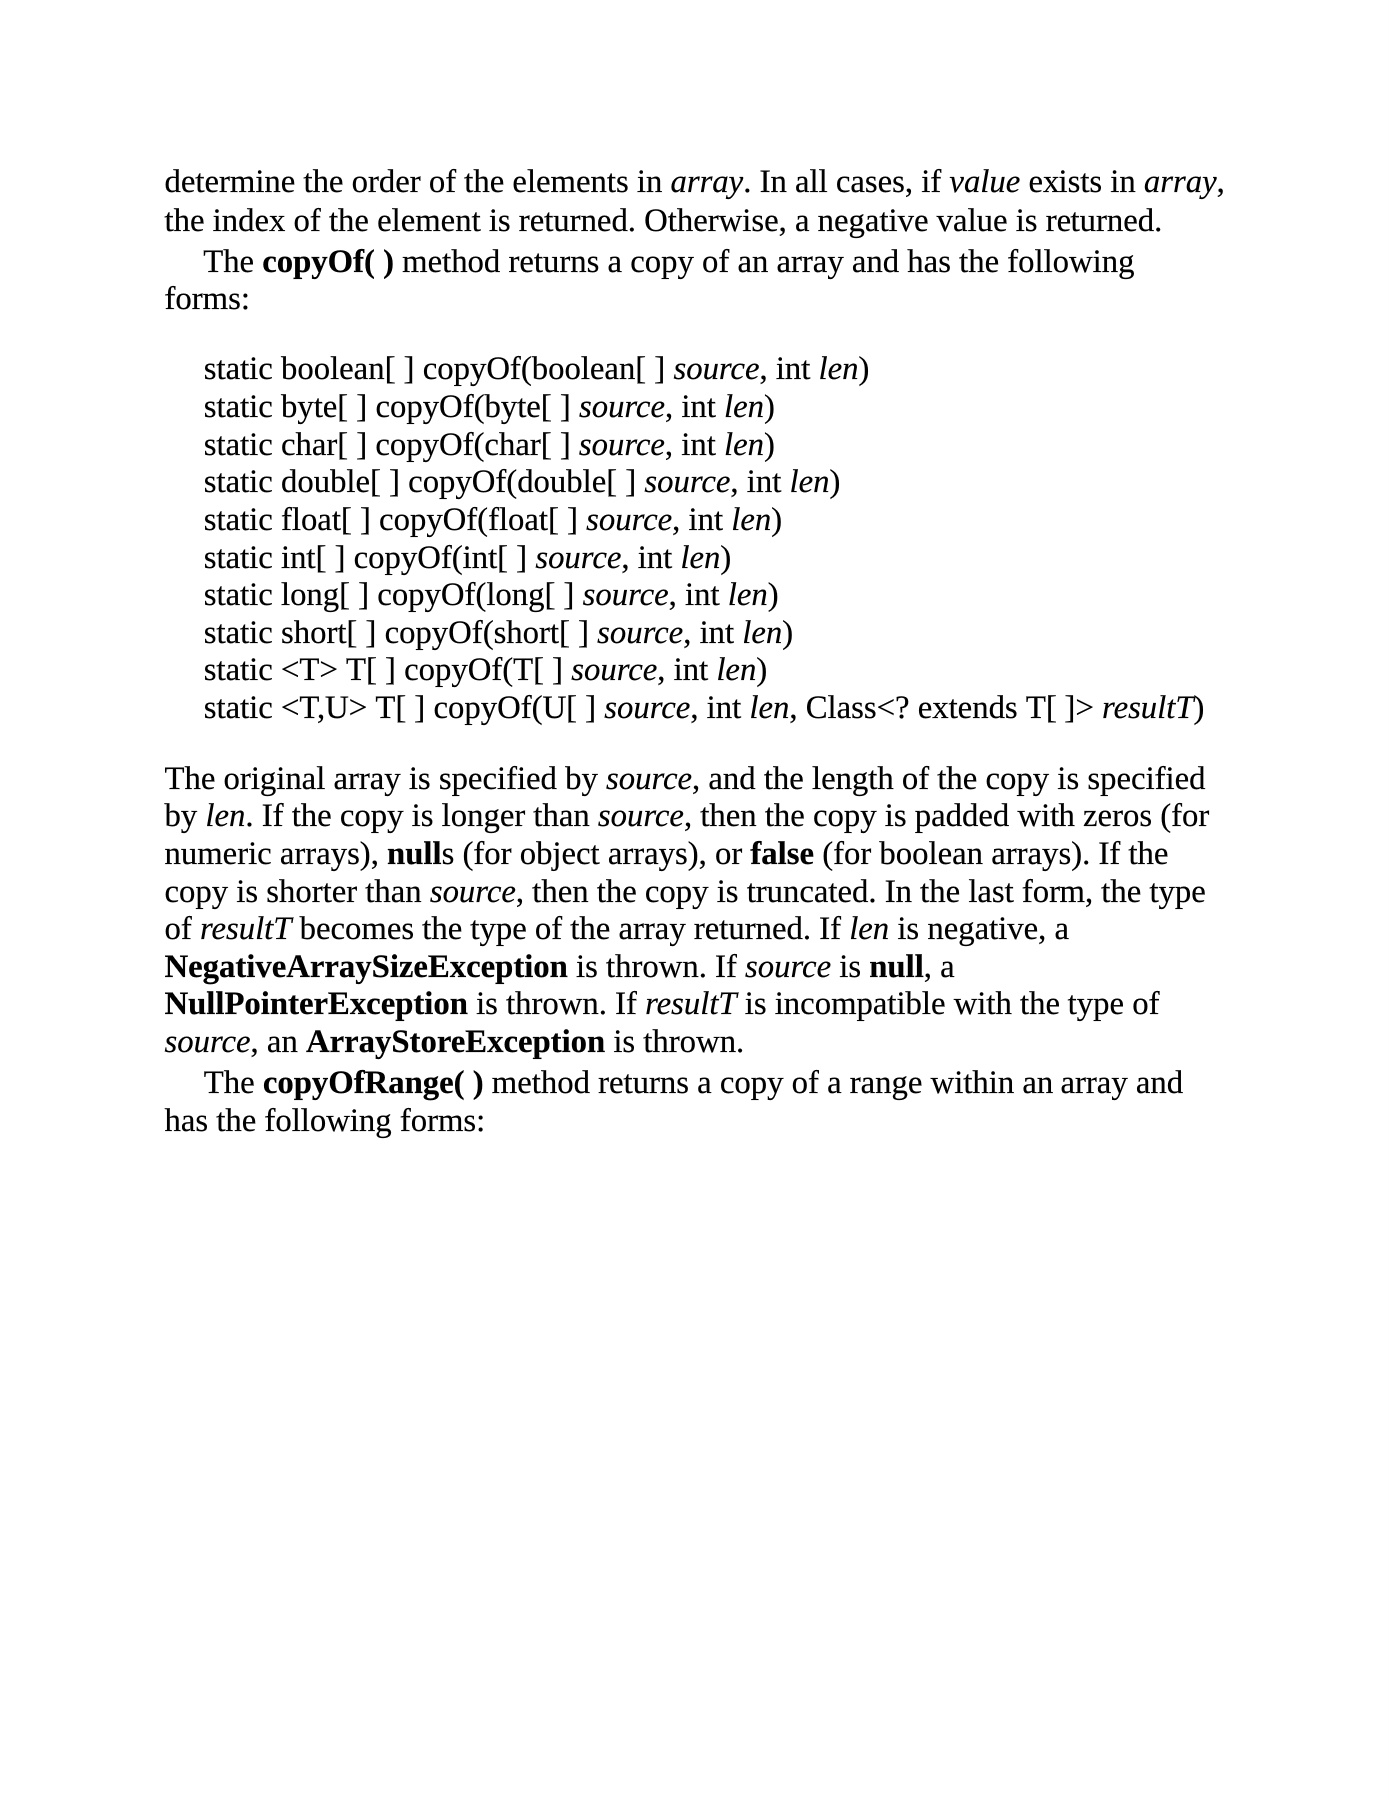 determine the order of the elements in array. In all cases, if value exists in array,
the index of the element is returned. Otherwise, a negative value is returned.
The copyOf( ) method returns a copy of an array and has the following
forms:
static boolean[ ] copyOf(boolean[ ] source, int len)
static byte[ ] copyOf(byte[ ] source, int len)
static char[ ] copyOf(char[ ] source, int len)
static double[ ] copyOf(double[ ] source, int len)
static float[ ] copyOf(float[ ] source, int len)
static int[ ] copyOf(int[ ] source, int len)
static long[ ] copyOf(long[ ] source, int len)
static short[ ] copyOf(short[ ] source, int len)
static <T> T[ ] copyOf(T[ ] source, int len)
static <T,U> T[ ] copyOf(U[ ] source, int len, Class<? extends T[ ]> resultT)
The original array is specified by source, and the length of the copy is specified
by len. If the copy is longer than source, then the copy is padded with zeros (for
numeric arrays), nulls (for object arrays), or false (for boolean arrays). If the
copy is shorter than source, then the copy is truncated. In the last form, the type
of resultT becomes the type of the array returned. If len is negative, a
NegativeArraySizeException is thrown. If source is null, a
NullPointerException is thrown. If resultT is incompatible with the type of
source, an ArrayStoreException is thrown.
The copyOfRange( ) method returns a copy of a range within an array and
has the following forms: